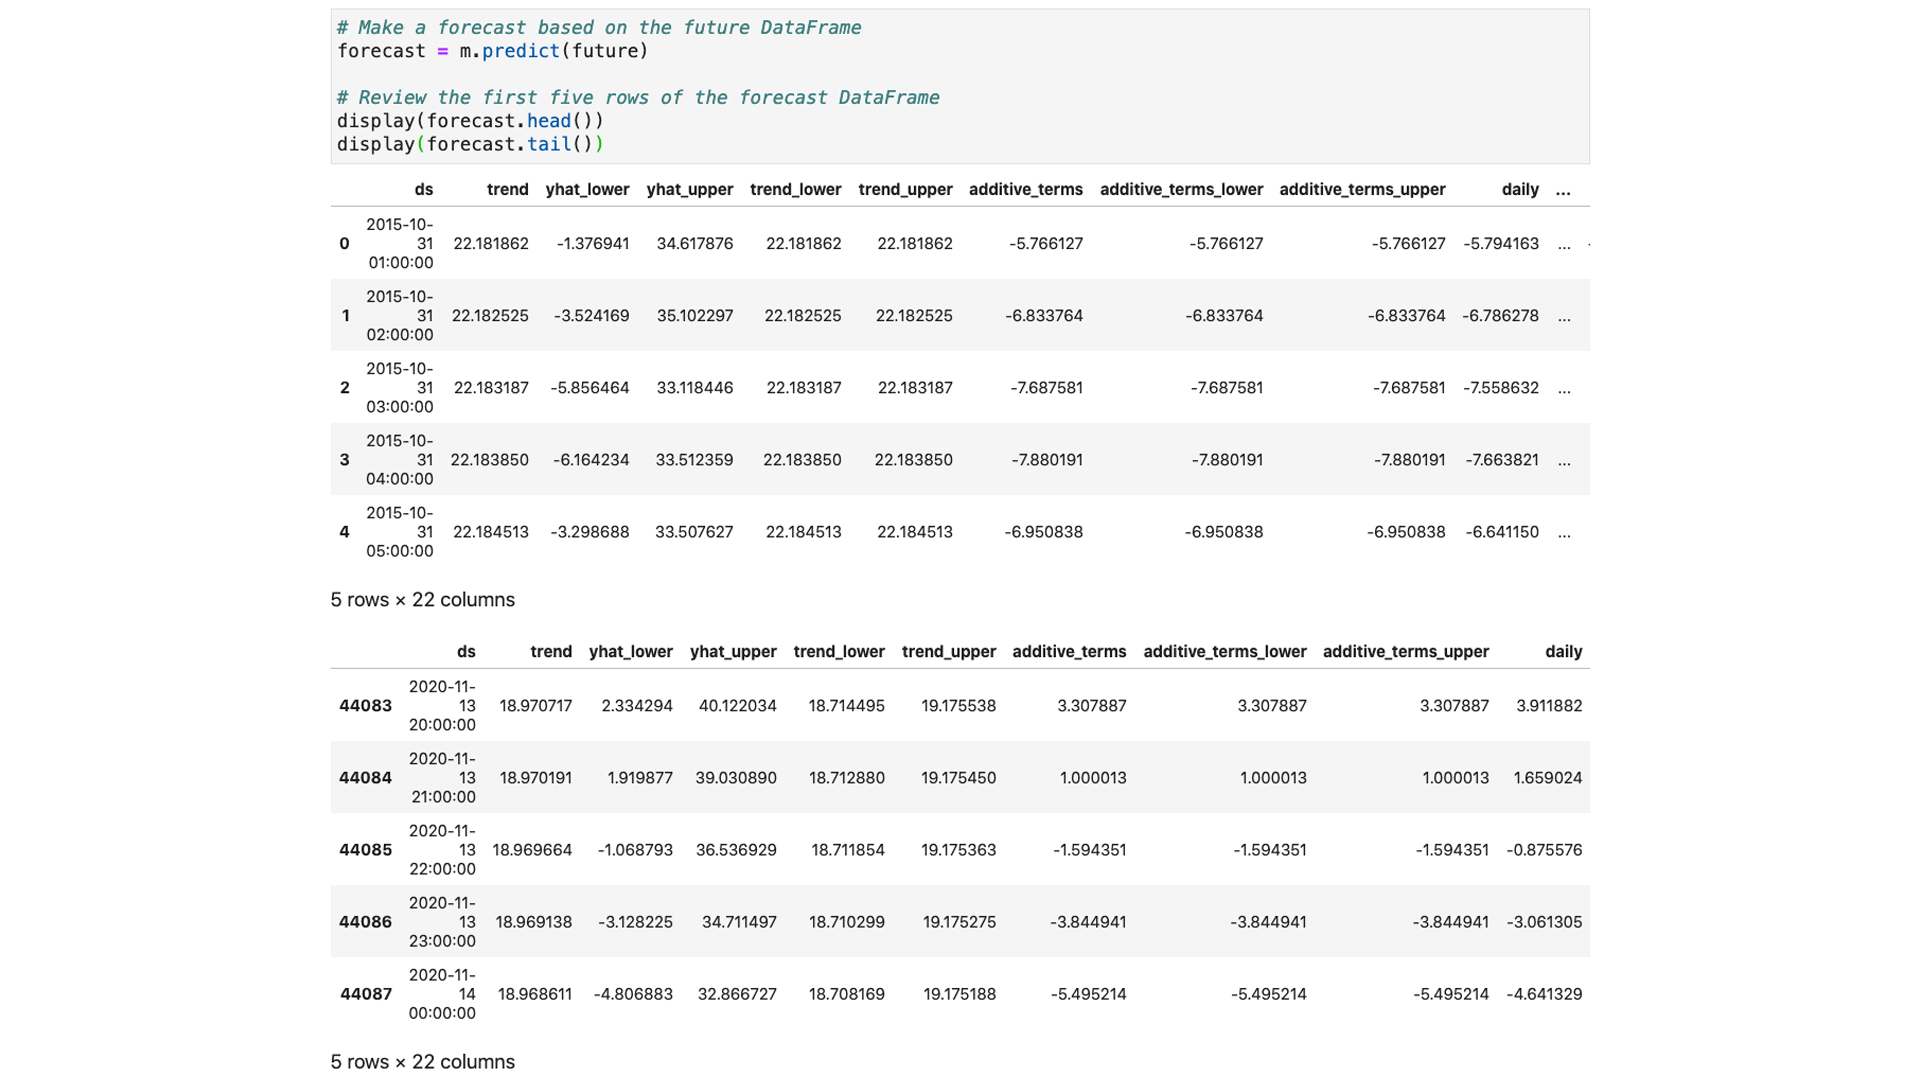 # Make a forecast based on the future DataFrame
forecast = m.predict(future)
# Review the first five rows of the forecast DataFrame
display(forecast.head())
display(forecast.tail())
ds trend yhat_lower yhat_upper trend_lower trend_upper additive_terms additive_terms_lower additive_terms_upper daily ...
2015-10-
0 31 22.181862 -1.376941 34.617876 22.181862 22.181862 -5.766127 -5.766127 -5.766127 -5.794163 ... -
01:00:00
2015-10-
1 31 22.182525 -3.524169 35.102297 22.182525 22.182525 -6.833764 -6.833764 -6.833764 -6.786278 ...
02:00:00
2015-10-
2 31 22.183187 -5.856464 33.118446 22.183187 22.183187 -7.687581 -7.687581 -7.687581 -7.558632 ...
03:00:00
2015-10-
3 31 22.183850 -6.164234 33.512359 22.183850 22.183850 -7.880191 -7.880191 -7.880191 -7.663821 ...
04:00:00
2015-10-
4 31 22.184513 -3.298688 33.507627 22.184513 22.184513 -6.950838 -6.950838 -6.950838 -6.641150 ...
05:00:00
5 rows × 22 columns
ds trend yhat_lower yhat_upper trend_lower trend_upper additive_terms additive_terms_lower additive_terms_upper daily
2020-11-
44083 13 18.970717 2.334294 40.122034 18.714495 19.175538 3.307887 3.307887 3.307887 3.911882
20:00:00
2020-11-
44084 13 18.970191 1.919877 39.030890 18.712880 19.175450 1.000013 1.000013 1.000013 1.659024
21:00:00
2020-11-
44085 13 18.969664 -1.068793 36.536929 18.711854 19.175363 -1.594351 -1.594351 -1.594351 -0.875576
22:00:00
2020-11-
44086 13 18.969138 -3.128225 34.711497 18.710299 19.175275 -3.844941 -3.844941 -3.844941 -3.061305
23:00:00
2020-11-
44087 14 18.968611 -4.806883 32.866727 18.708169 19.175188 -5.495214 -5.495214 -5.495214 -4.641329
00:00:00
5 rows × 22 columns